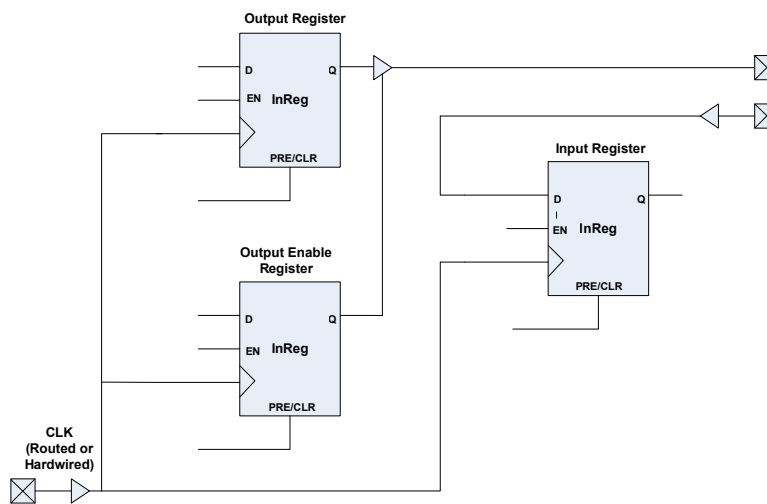 Output Register
D
Q
EN
InReg
PRE/CLR
Input Register
D
Q
EN
InReg
PRE/CLR
Output Enable
Register
D
Q
EN
InReg
PRE/CLR
CLK
(Routed or
Hardwired)